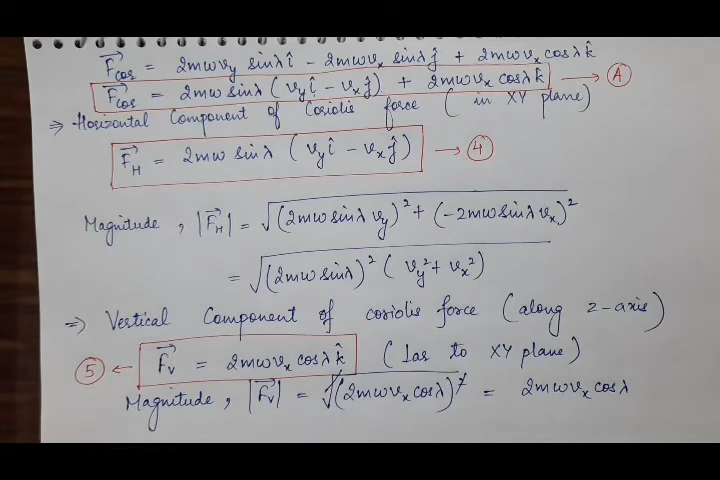 F⃗cos = 2mωvy sinλ î − 2mωvx sinλ ĵ + 2mωvx cosλ k̂
F⃗cos = 2mω sinλ (vy î − vx ĵ) + 2mωvx cosλ k̂ → Ⓐ
⇒ Horizontal Component of Coriolis force (in XY plane)
F⃗H = 2mω sinλ (vy î − vx ĵ) → ④
Magnitude, |F⃗H| = √((2mω sinλ vy)² + (−2mω sinλ vx)²)
= √((2mω sinλ)² (vy² + vx²))
⇒ Vertical Component of coriolis force (along z-axis)
⑤ ← F⃗v = 2mωvx cosλ k̂ (⊥ar to XY plane)
Magnitude, |F⃗v| = √(2mωvx cosλ)² = 2mωvx cosλ